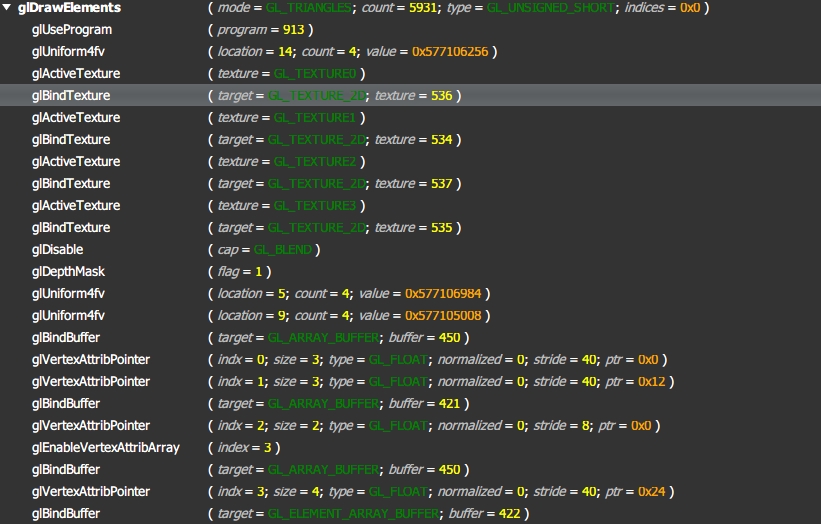 glDrawElements ( mode = GL_TRIANGLES; count = 5931; type = GL_UNSIGNED_SHORT; indices = 0x0 )
glUseProgram ( program = 913 )
glUniform4fv ( location = 14; count = 4; value = 0x577106256 )
glActiveTexture ( texture = GL_TEXTURE0 )
glBindTexture ( target = GL_TEXTURE_2D; texture = 536 )
glActiveTexture ( texture = GL_TEXTURE1 )
glBindTexture ( target = GL_TEXTURE_2D; texture = 534 )
glActiveTexture ( texture = GL_TEXTURE2 )
glBindTexture ( target = GL_TEXTURE_2D; texture = 537 )
glActiveTexture ( texture = GL_TEXTURE3 )
glBindTexture ( target = GL_TEXTURE_2D; texture = 535 )
glDisable ( cap = GL_BLEND )
glDepthMask ( flag = 1 )
glUniform4fv ( location = 5; count = 4; value = 0x577106984 )
glUniform4fv ( location = 9; count = 4; value = 0x577105008 )
glBindBuffer ( target = GL_ARRAY_BUFFER; buffer = 450 )
glVertexAttribPointer ( indx = 0; size = 3; type = GL_FLOAT; normalized = 0; stride = 40; ptr = 0x0 )
glVertexAttribPointer ( indx = 1; size = 3; type = GL_FLOAT; normalized = 0; stride = 40; ptr = 0x12 )
glBindBuffer ( target = GL_ARRAY_BUFFER; buffer = 421 )
glVertexAttribPointer ( indx = 2; size = 2; type = GL_FLOAT; normalized = 0; stride = 8; ptr = 0x0 )
glEnableVertexAttribArray ( index = 3 )
glBindBuffer ( target = GL_ARRAY_BUFFER; buffer = 450 )
glVertexAttribPointer ( indx = 3; size = 4; type = GL_FLOAT; normalized = 0; stride = 40; ptr = 0x24 )
glBindBuffer ( target = GL_ELEMENT_ARRAY_BUFFER; buffer = 422 )